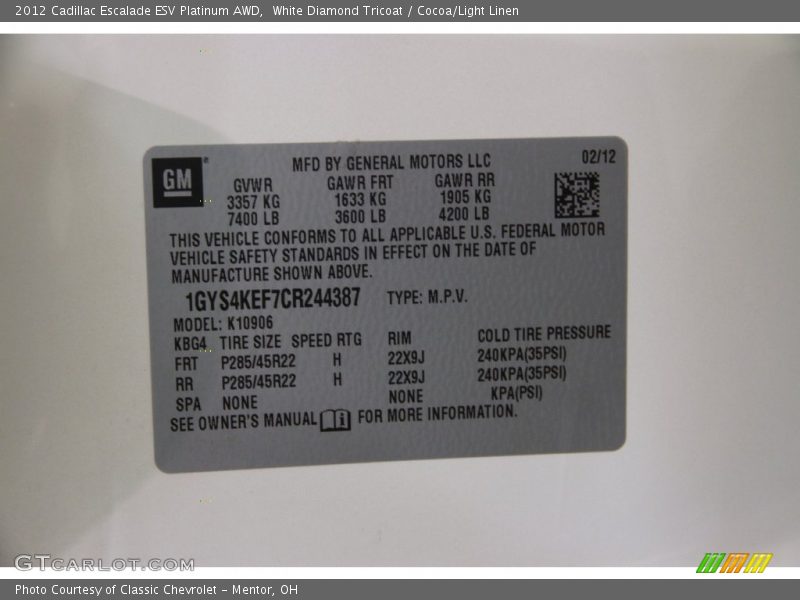 2012 Cadillac Escalade ESV Platinum AWD, White Diamond Tricoat / Cocoa/Light Linen
GM
MFD BY GENERAL MOTORS LLC 02/12
GVWR GAWR FRT GAWR RR
3357 KG 1633 KG 1905 KG
7400 LB 3600 LB 4200 LB
THIS VEHICLE CONFORMS TO ALL APPLICABLE U.S. FEDERAL MOTOR
VEHICLE SAFETY STANDARDS IN EFFECT ON THE DATE OF
MANUFACTURE SHOWN ABOVE.
1GYS4KEF7CR244387 TYPE: M.P.V.
MODEL: K10906
KBG4 TIRE SIZE SPEED RTG RIM COLD TIRE PRESSURE
FRT P285/45R22 H 22X9J 240KPA(35PSI)
RR P285/45R22 H 22X9J 240KPA(35PSI)
SPA NONE NONE KPA(PSI)
SEE OWNER'S MANUAL FOR MORE INFORMATION.
GTCARLOT.COM
Photo Courtesy of Classic Chevrolet - Mentor, OH